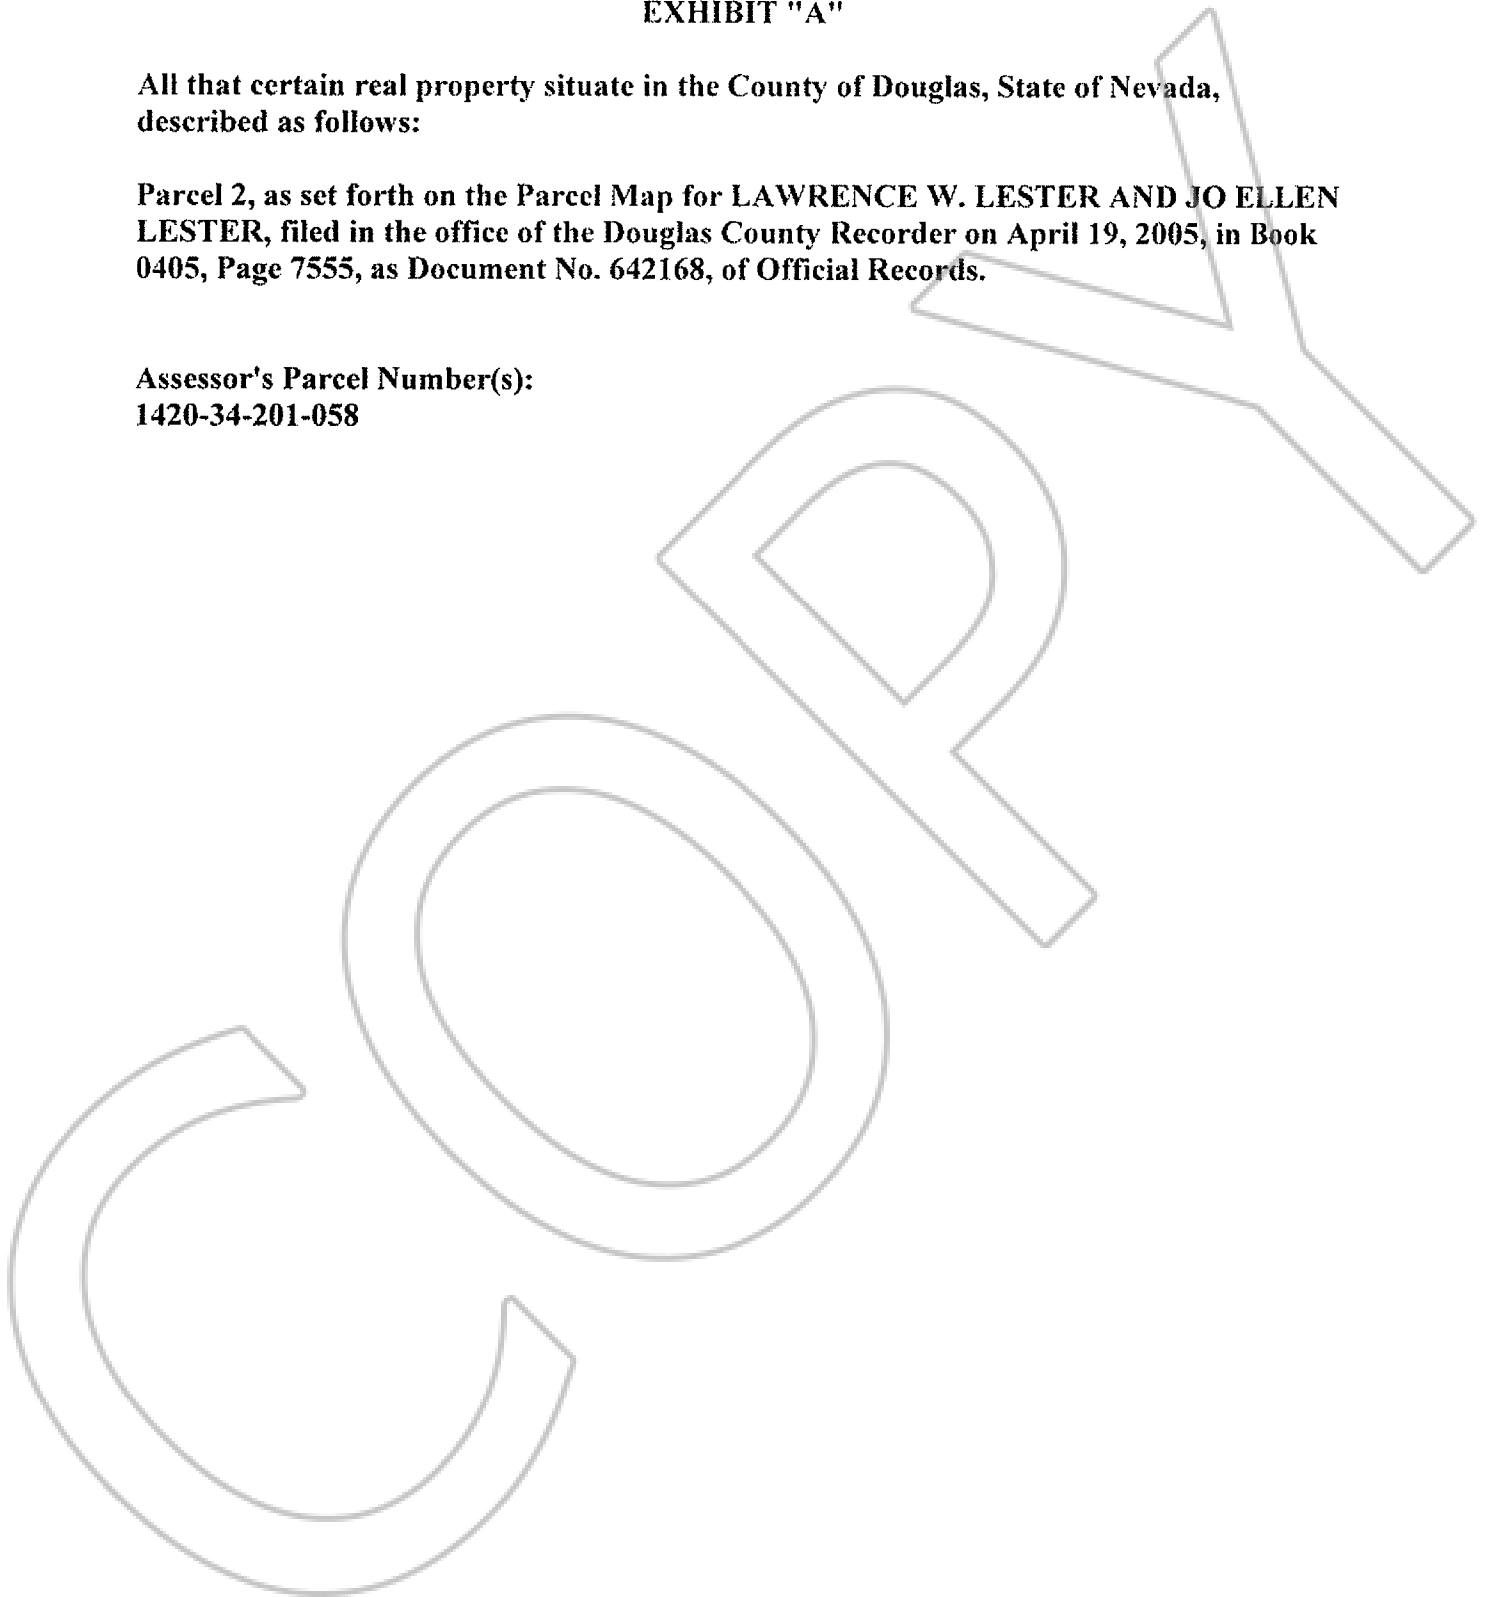 EXHIBIT "A"
All that certain real property situate in the County of Douglas, State of Nevada,
described as follows:
Parcel 2, as set forth on the Parcel Map for LAWRENCE W. LESTER AND JO ELLEN
LESTER, filed in the office of the Douglas County Recorder on April 19, 2005, in Book
0405, Page 7555, as Document No. 642168, of Official Records.
Assessor's Parcel Number(s):
1420-34-201-058
COPY